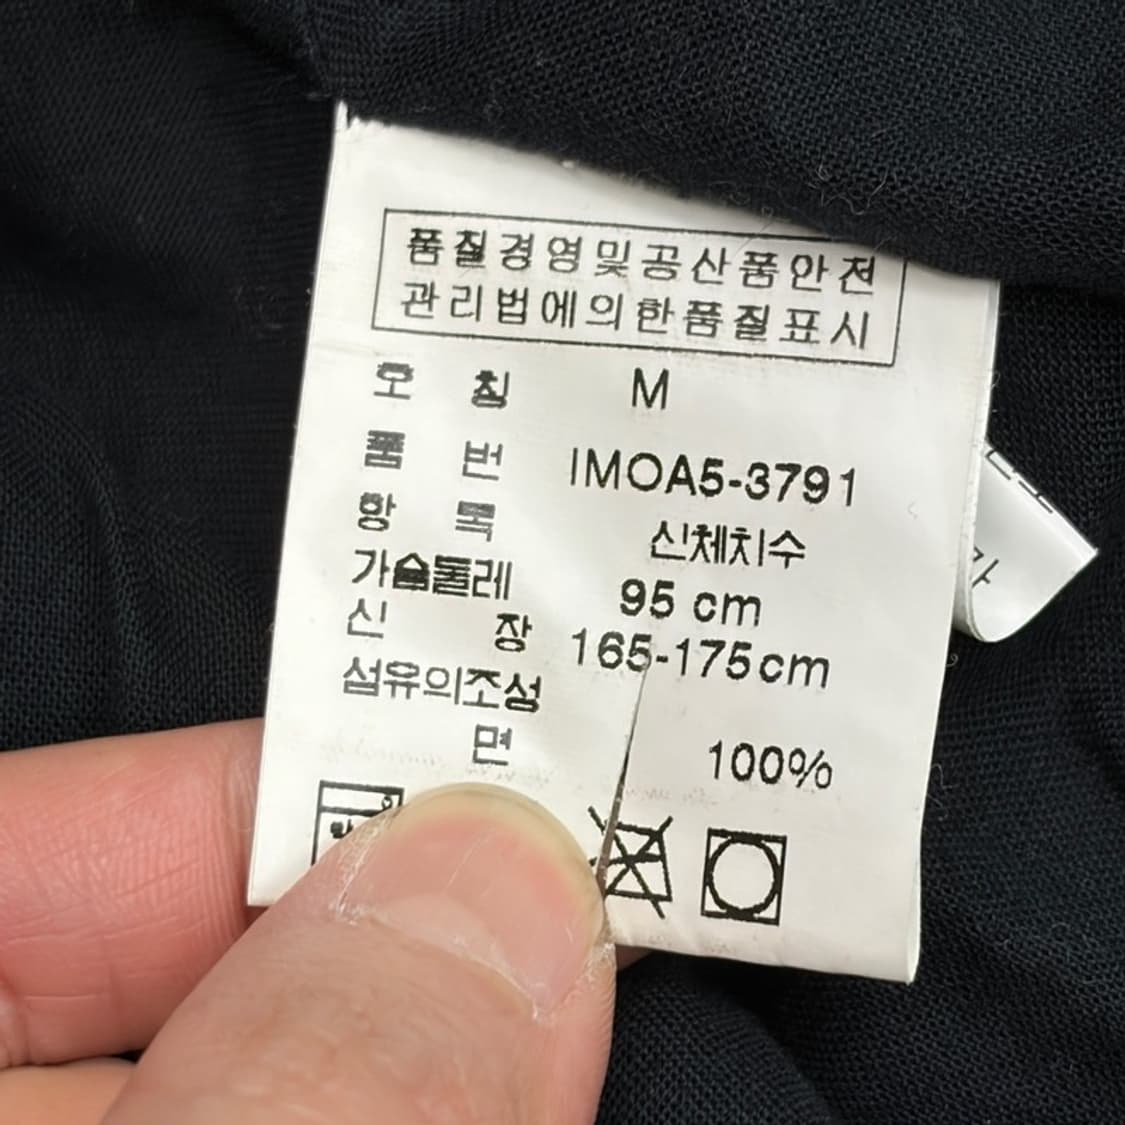 품질경영및공산품안전
관리법에의한품질표시
호 칭 M
품 번 IMOA5-3791
항 목 신체치수
가슴둘레 95 cm
신 장 165-175cm
섬유의조성
면 100%